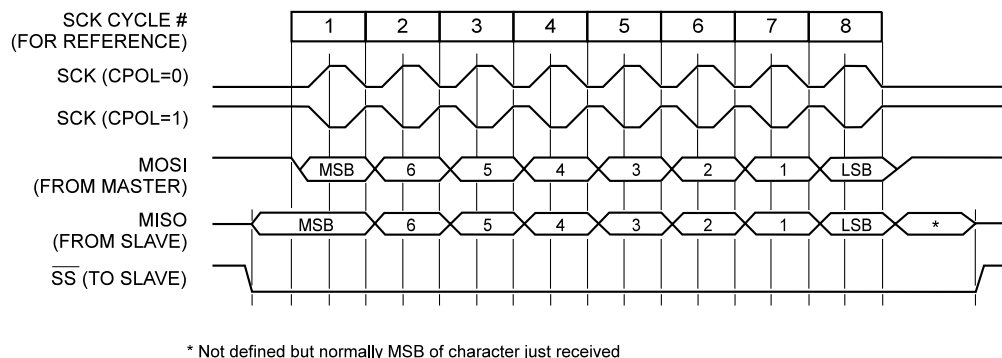 SCK CYCLE #
(FOR REFERENCE)
1 2 3 4 5 6 7 8
SCK (CPOL=0)
SCK (CPOL=1)
MOSI
(FROM MASTER)
MSB 6 5 4 3 2 1 LSB
MISO
(FROM SLAVE)
MSB 6 5 4 3 2 1 LSB *
SS (TO SLAVE)
* Not defined but normally MSB of character just received